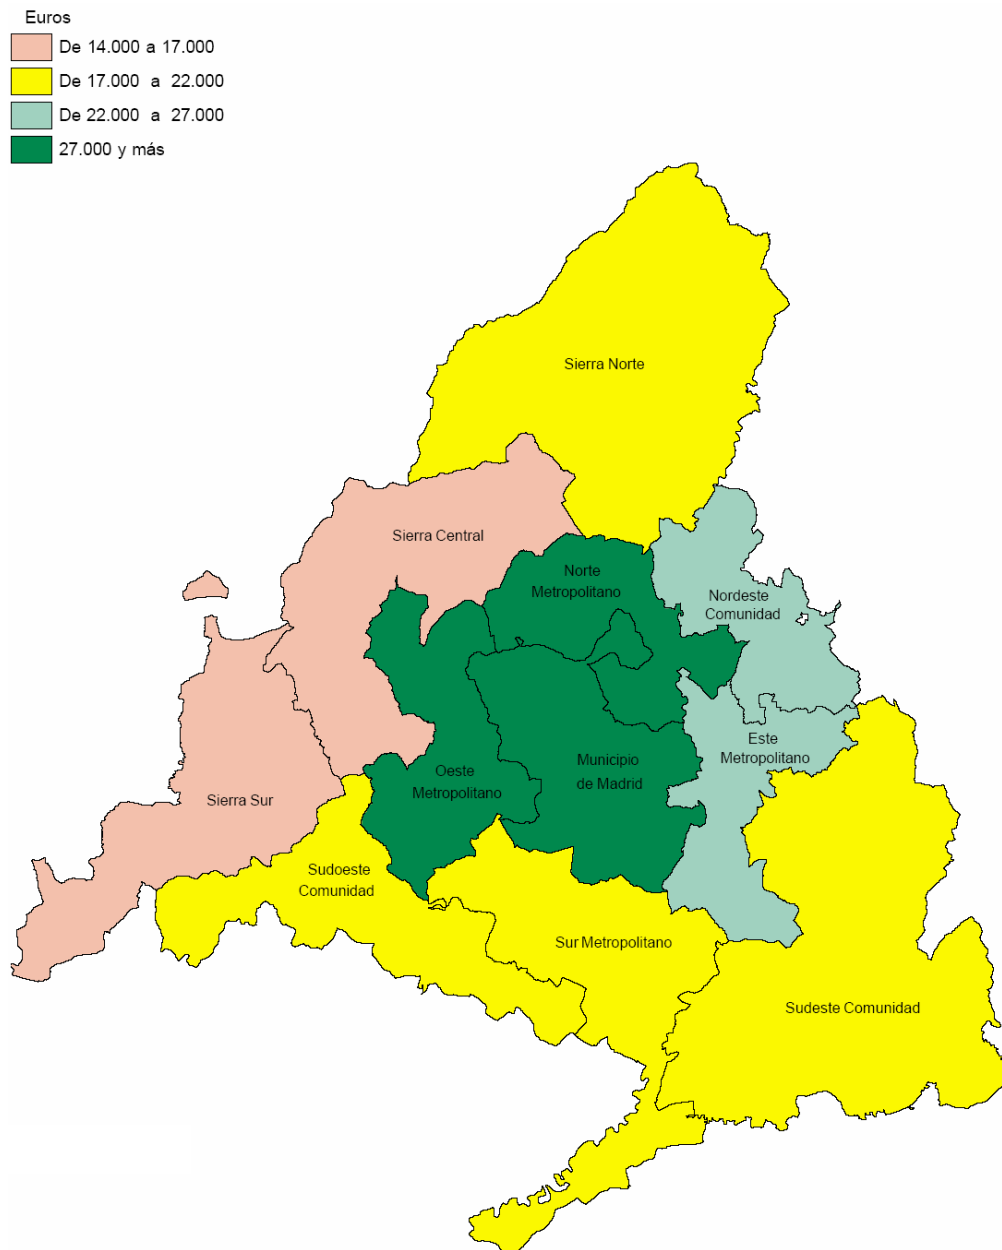 Euros
De 14.000 a 17.000
De 17.000 a 22.000
De 22.000 a 27.000
27.000 y más
Sierra Norte
Sierra Central
Norte
Metropolitano
Nordeste
Comunidad
Este
Metropolitano
Municipio
de Madrid
Oeste
Metropolitano
Sierra Sur
Sudoeste
Comunidad
Sur Metropolitano
Sudeste Comunidad